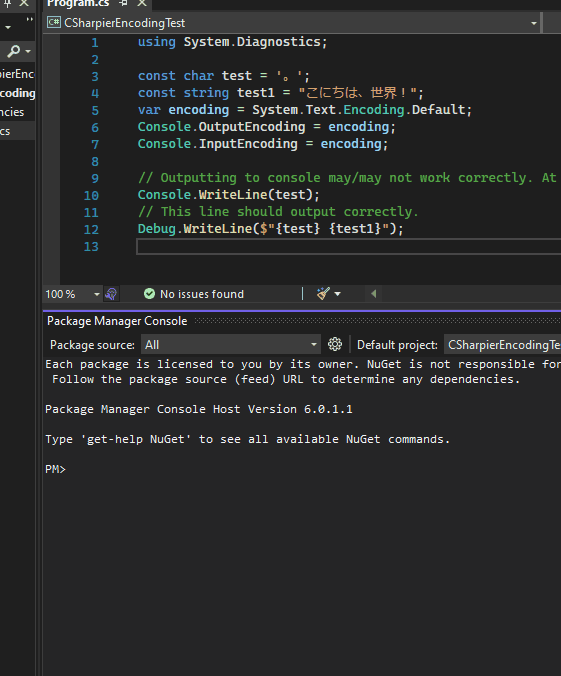 Program.cs
CSharpierEncodingTest
1 using System.Diagnostics;
2
3 const char test = '。';
4 const string test1 = "こにちは、世界！";
5 var encoding = System.Text.Encoding.Default;
6 Console.OutputEncoding = encoding;
7 Console.InputEncoding = encoding;
8
9 // Outputting to console may/may not work correctly. At
10 Console.WriteLine(test);
11 // This line should output correctly.
12 Debug.WriteLine($"{test} {test1}");
13
pierEnc
coding
ncies
cs
100 % No issues found
Package Manager Console
Package source: All Default project: CSharpierEncodingTe
Each package is licensed to you by its owner. NuGet is not responsible for
Follow the package source (feed) URL to determine any dependencies.
Package Manager Console Host Version 6.0.1.1
Type 'get-help NuGet' to see all available NuGet commands.
PM>